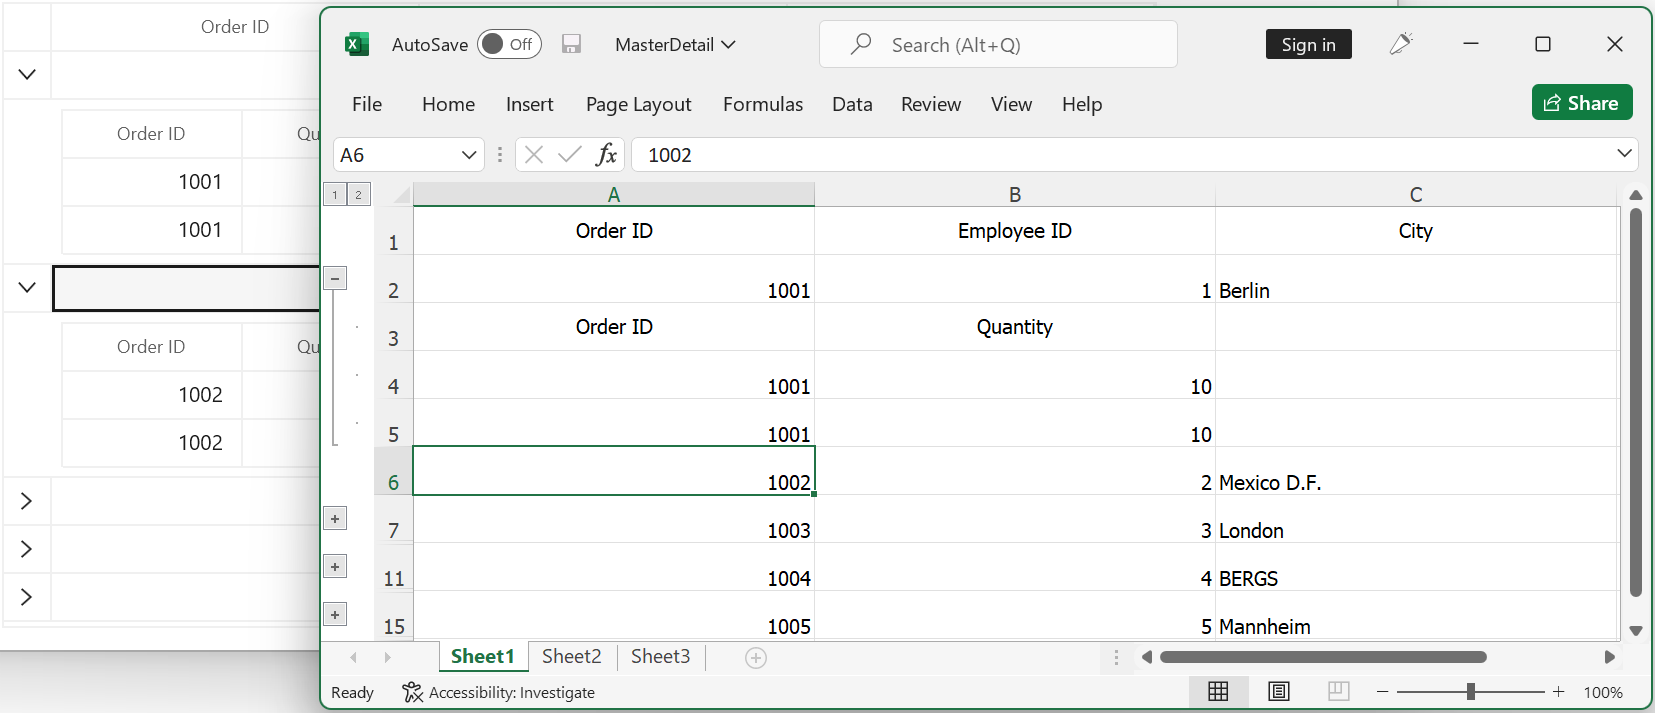 Order ID
Order ID Qu
1001
1001
Order ID Qu
1002
1002
AutoSave Off MasterDetail Search (Alt+Q) Sign in
File Home Insert Page Layout Formulas Data Review View Help Share
A6 fx 1002
1 2 A B C
1 Order ID Employee ID City
2 1001 1 Berlin
3 Order ID Quantity
4 1001 10
5 1001 10
6 1002 2 Mexico D.F.
7 1003 3 London
11 1004 4 BERGS
15 1005 5 Mannheim
Sheet1 Sheet2 Sheet3
Ready Accessibility: Investigate 100%